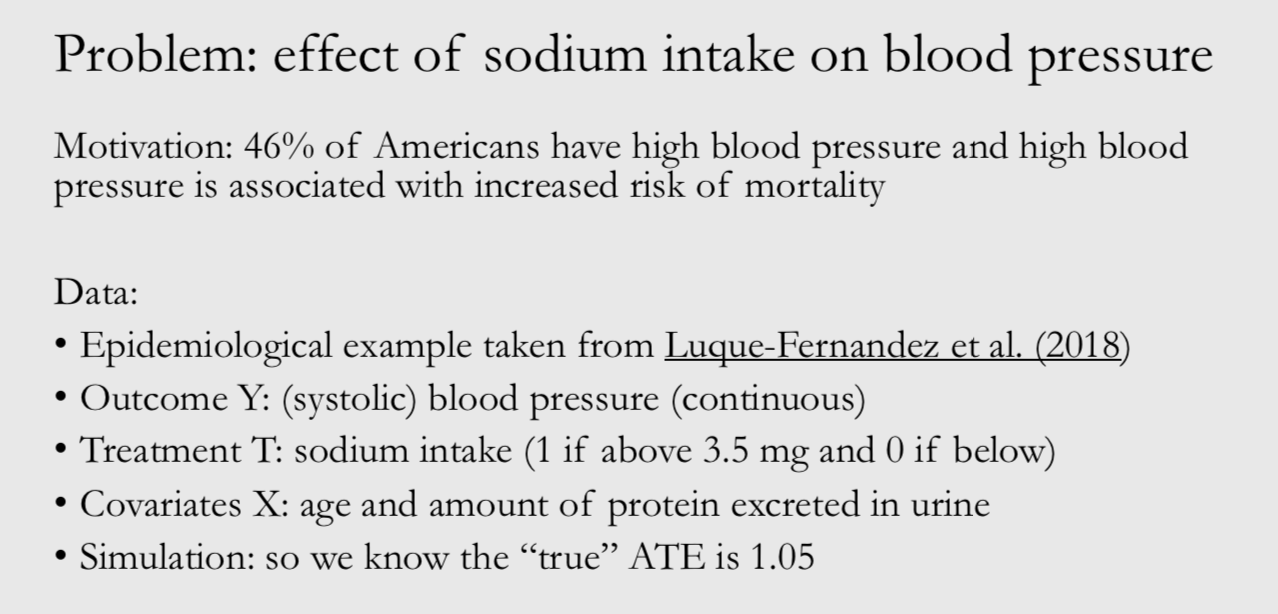 Problem: effect of sodium intake on blood pressure
Motivation: 46% of Americans have high blood pressure and high blood
pressure is associated with increased risk of mortality
Data:
• Epidemiological example taken from Luque-Fernandez et al. (2018)
• Outcome Y: (systolic) blood pressure (continuous)
• Treatment T: sodium intake (1 if above 3.5 mg and 0 if below)
• Covariates X: age and amount of protein excreted in urine
• Simulation: so we know the “true” ATE is 1.05